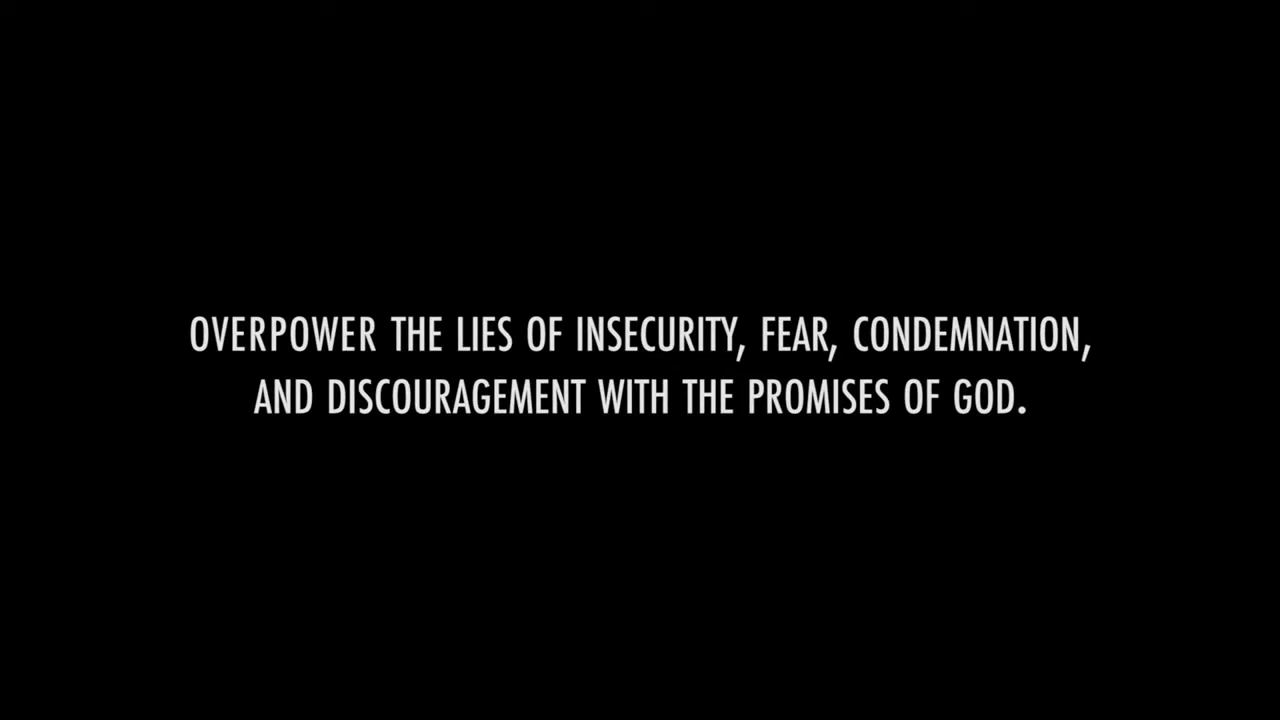 OVERPOWER THE LIES OF INSECURITY, FEAR, CONDEMNATION,
AND DISCOURAGEMENT WITH THE PROMISES OF GOD.